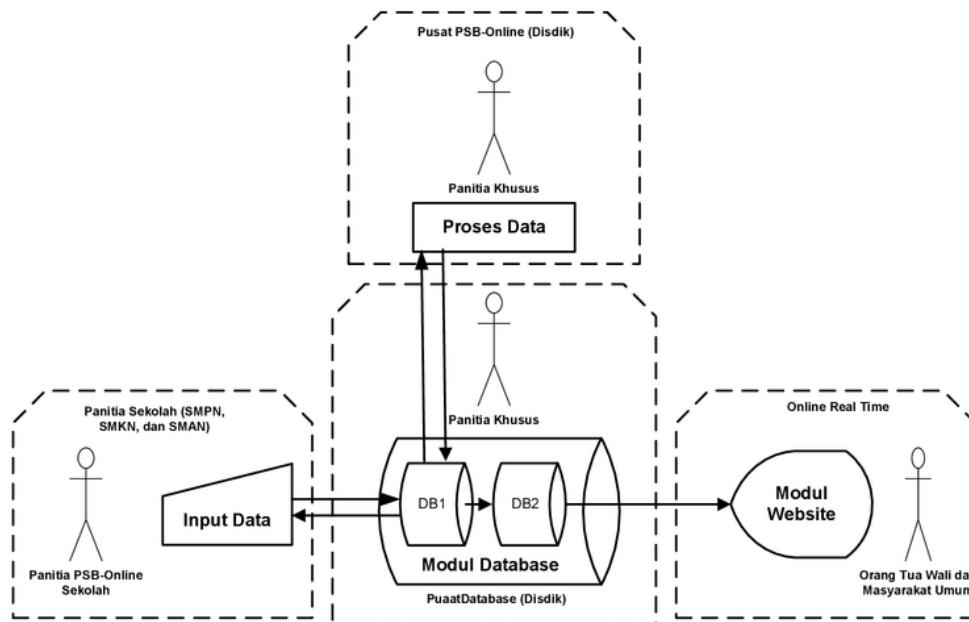 Pusat PSB-Online (Disdik)
Panitia Khusus
Proses Data
Panitia Khusus
Panitia Sekolah (SMPN,
SMKN, dan SMAN)
Input Data
Panitia PSB-Online
Sekolah
DB1
DB2
Modul Database
PuaatDatabase (Disdik)
Online Real Time
Modul
Website
Orang Tua Wali da
Masyarakat Umum